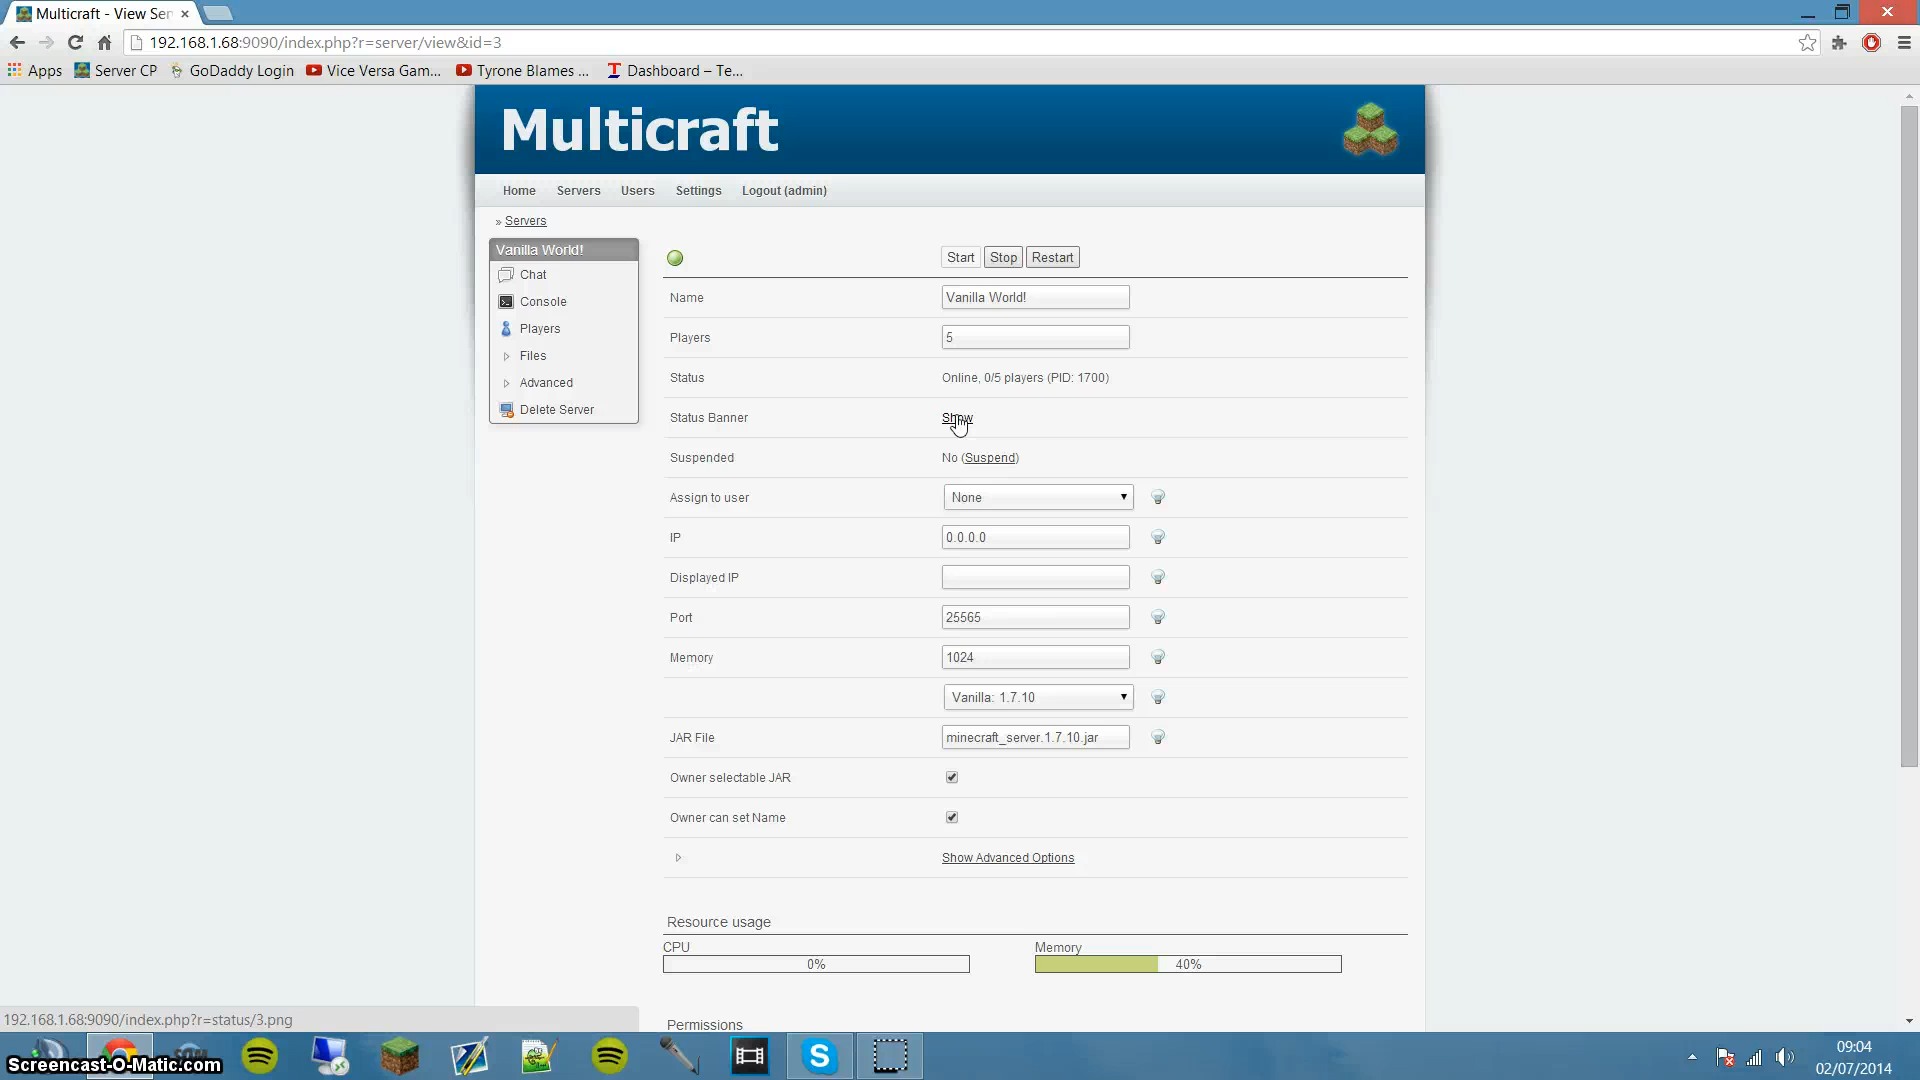 Multicraft - View Ser
192.168.1.68:9090/index.php?r=server/view&id=3
Apps Server CP GoDaddy Login Vice Versa Gam... Tyrone Blames ... Dashboard – Te...
Multicraft
Home Servers Users Settings Logout (admin)
» Servers
Vanilla World!
Chat
Console
Players
Files
Advanced
Delete Server
Start Stop Restart
Name Vanilla World!
Players 5
Status Online, 0/5 players (PID: 1700)
Status Banner Show
Suspended No (Suspend)
Assign to user None
IP 0.0.0.0
Displayed IP
Port 25565
Memory 1024
Vanilla: 1.7.10
JAR File minecraft_server.1.7.10.jar
Owner selectable JAR
Owner can set Name
Show Advanced Options
Resource usage
CPU Memory
0% 40%
Permissions
192.168.1.68:9090/index.php?r=status/3.png
Screencast-O-Matic.com
09:04
02/07/2014